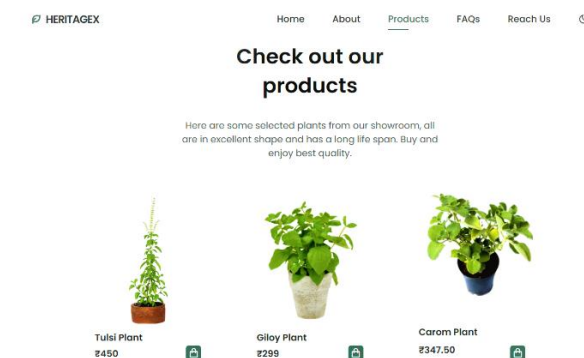 HERITAGEX
Home About Products FAQs Reach Us
Check out our
products
Here are some selected plants from our showroom, all
are in excellent shape and has a long life span. Buy and
enjoy best quality.
Tulsi Plant
₹450
Giloy Plant
₹299
Carom Plant
₹347.50